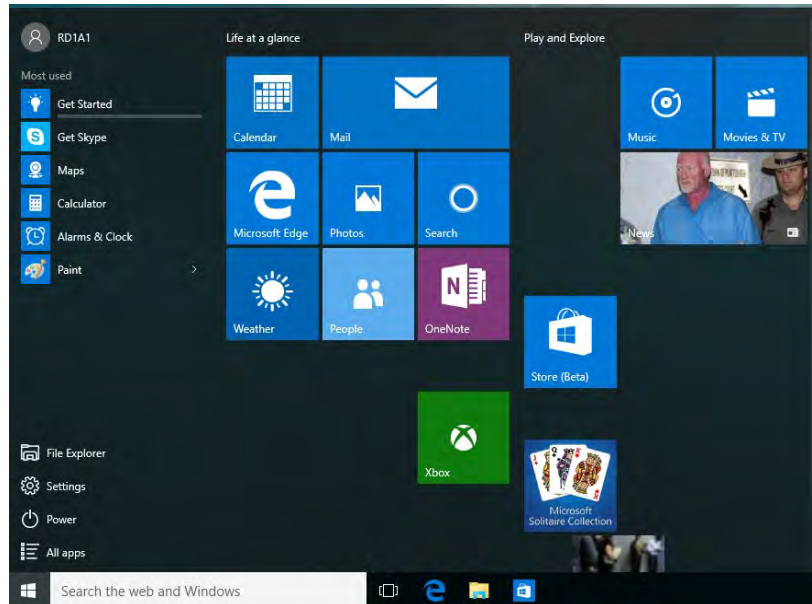 RD1A1
Most used
Get Started
Get Skype
Maps
Calculator
Alarms & Clock
Paint
File Explorer
Settings
Power
All apps
Life at a glance
Calendar
Mail
Microsoft Edge
Photos
Search
Weather
People
OneNote
Xbox
Play and Explore
Music
Movies & TV
News
Store (Beta)
Microsoft
Solitaire Collection
Search the web and Windows